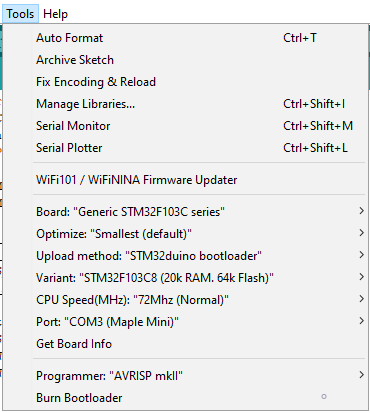 Tools Help
Auto Format Ctrl+T
Archive Sketch
Fix Encoding & Reload
Manage Libraries... Ctrl+Shift+I
Serial Monitor Ctrl+Shift+M
Serial Plotter Ctrl+Shift+L
WiFi101 / WiFiNINA Firmware Updater
Board: "Generic STM32F103C series"
Optimize: "Smallest (default)"
Upload method: "STM32duino bootloader"
Variant: "STM32F103C8 (20k RAM. 64k Flash)"
CPU Speed(MHz): "72Mhz (Normal)"
Port: "COM3 (Maple Mini)"
Get Board Info
Programmer: "AVRISP mkII"
Burn Bootloader